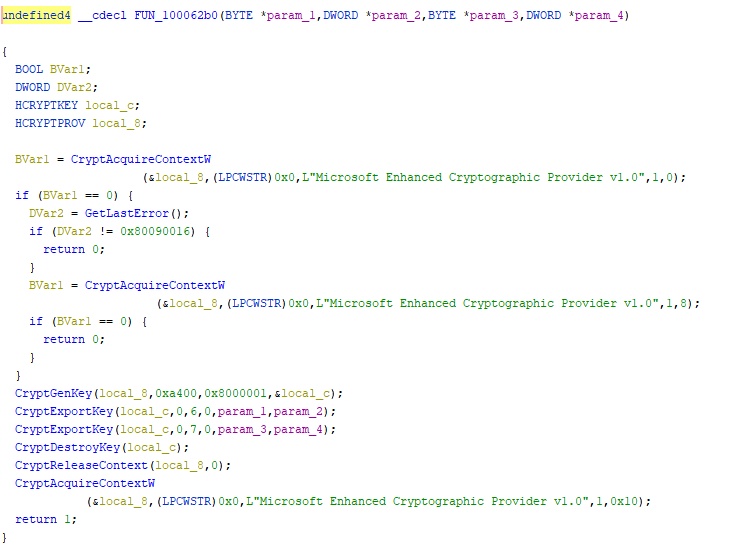 undefined4 __cdecl FUN_100062b0(BYTE *param_1,DWORD *param_2,BYTE *param_3,DWORD *param_4)
{
BOOL BVar1;
DWORD DVar2;
HCRYPTKEY local_c;
HCRYPTPROV local_8;
BVar1 = CryptAcquireContextW
(&local_8,(LPCWSTR)0x0,L"Microsoft Enhanced Cryptographic Provider v1.0",1,0);
if (BVar1 == 0) {
DVar2 = GetLastError();
if (DVar2 != 0x80090016) {
return 0;
}
BVar1 = CryptAcquireContextW
(&local_8,(LPCWSTR)0x0,L"Microsoft Enhanced Cryptographic Provider v1.0",1,8);
if (BVar1 == 0) {
return 0;
}
}
CryptGenKey(local_8,0xa400,0x8000001,&local_c);
CryptExportKey(local_c,0,6,0,param_1,param_2);
CryptExportKey(local_c,0,7,0,param_3,param_4);
CryptDestroyKey(local_c);
CryptReleaseContext(local_8,0);
CryptAcquireContextW
(&local_8,(LPCWSTR)0x0,L"Microsoft Enhanced Cryptographic Provider v1.0",1,0x10);
return 1;
}